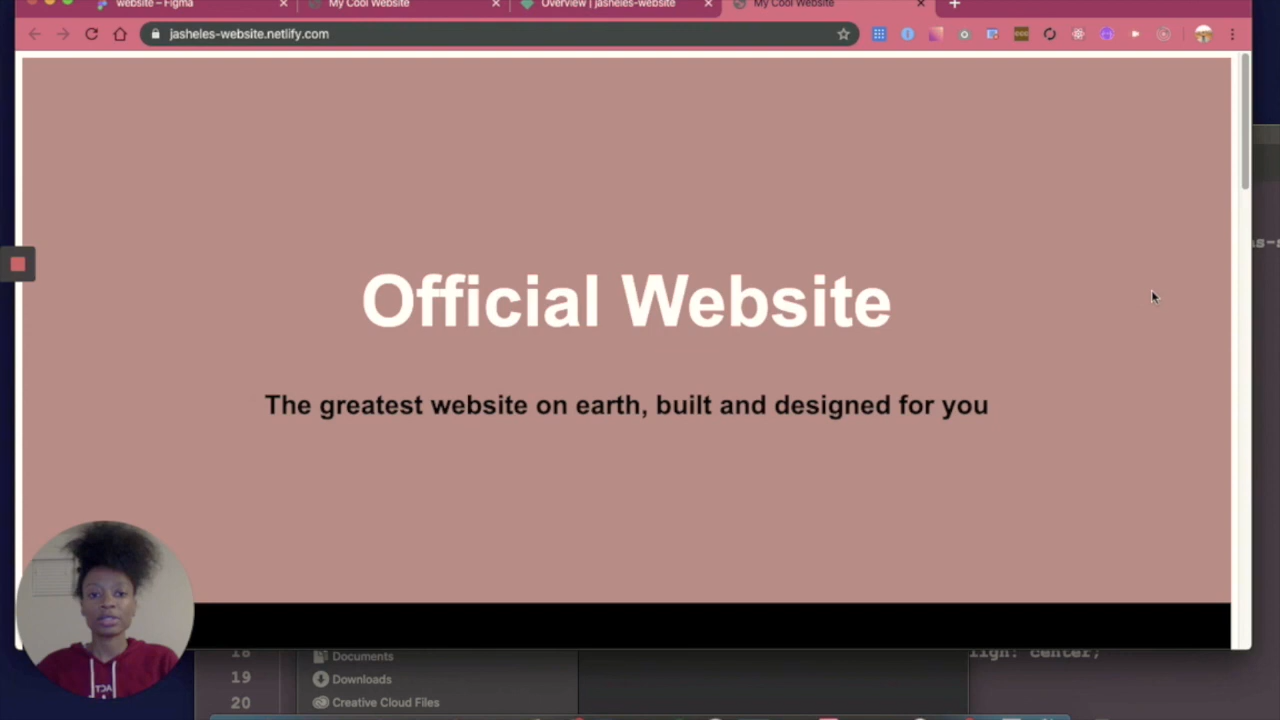 website – Figma
My Cool Website
Overview | jasheles-website
My Cool Website
jasheles-website.netlify.com
Official Website
The greatest website on earth, built and designed for you
18
Documents
lign: center;
19
Downloads
20
Creative Cloud Files